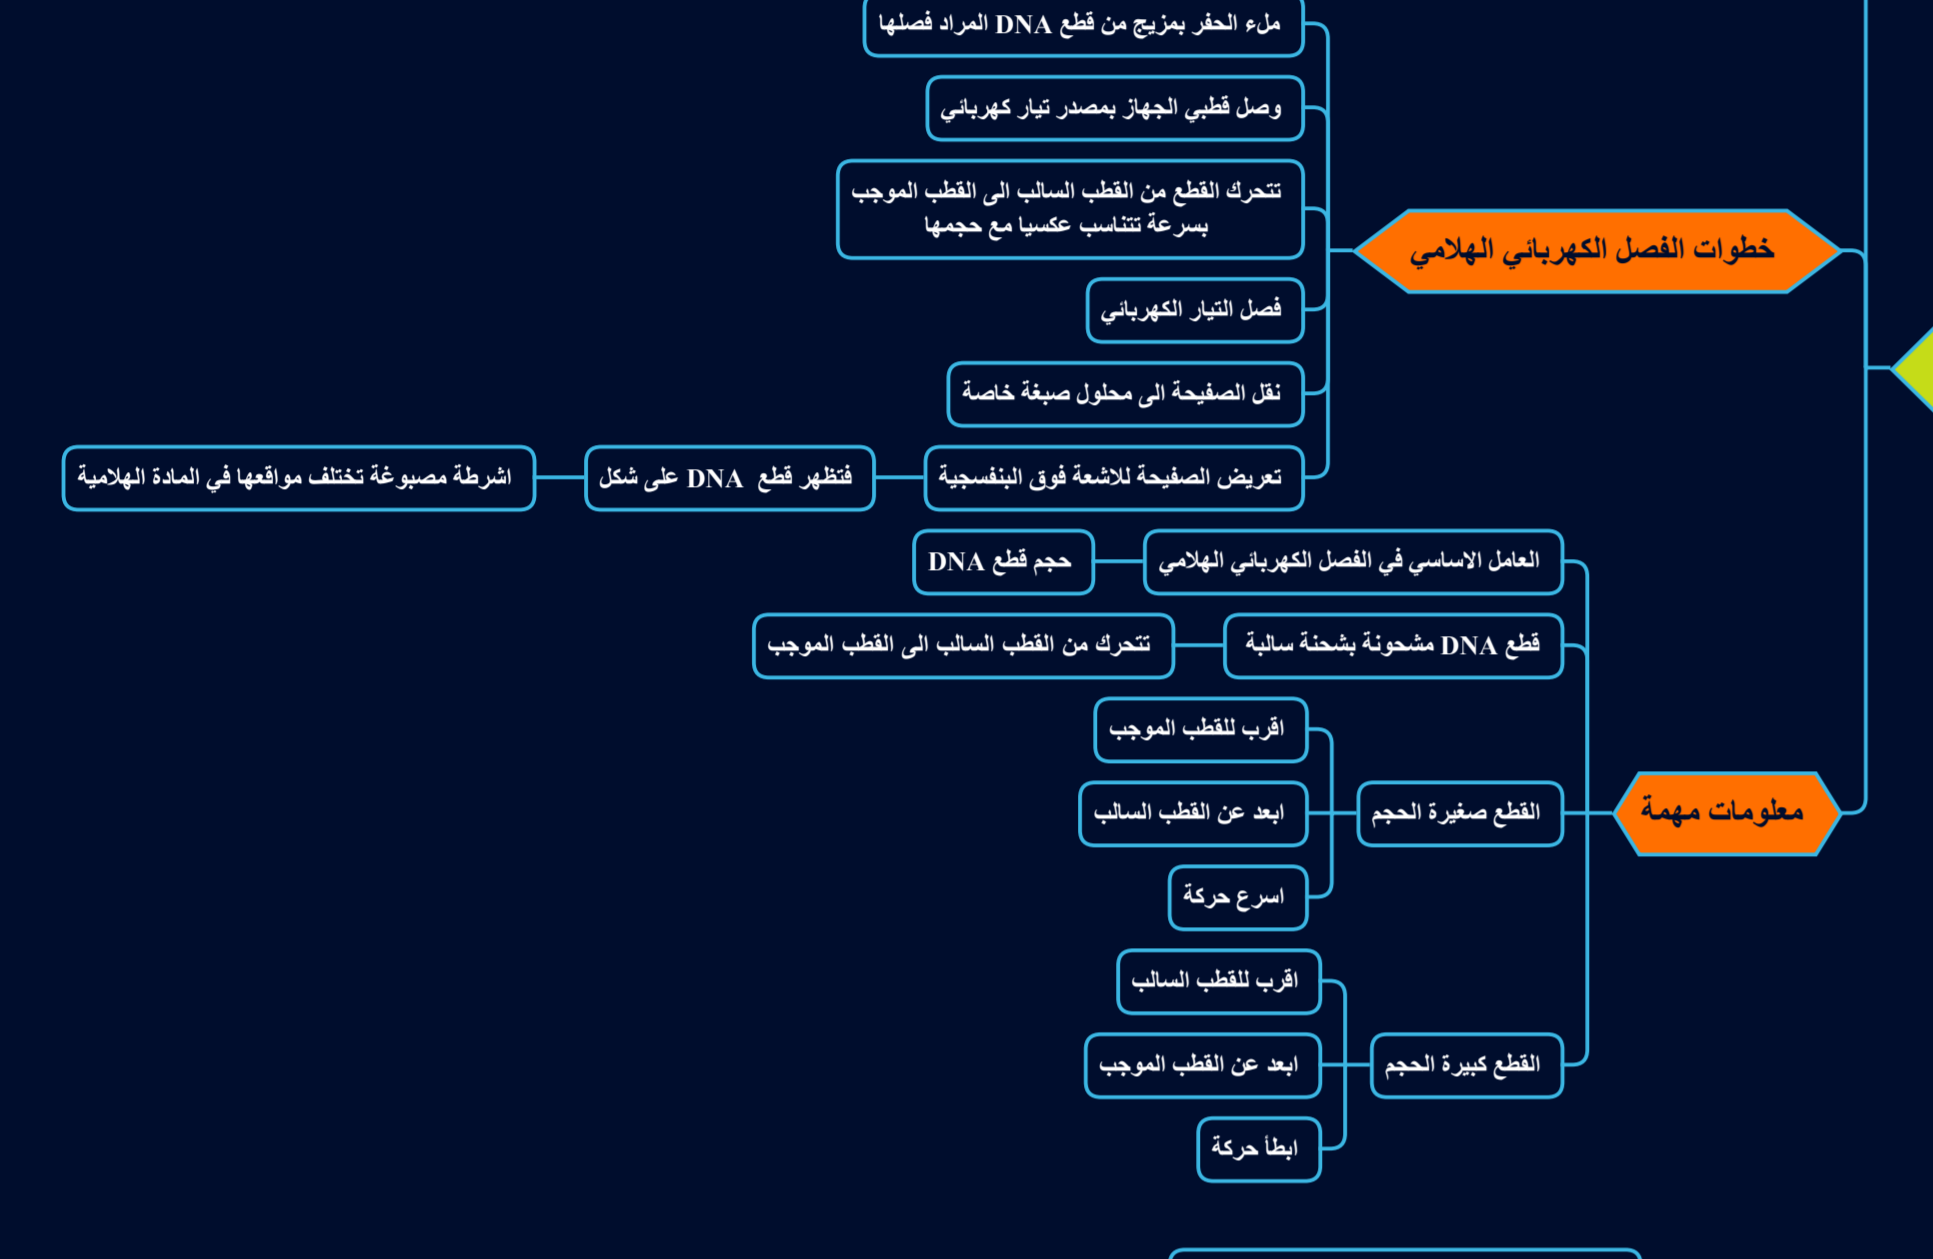 خطوات الفصل الكهربائي الهلامي
ملء الحفر بمزيج من قطع DNA المراد فصلها
وصل قطبي الجهاز بمصدر تيار كهربائي
تتحرك القطع من القطب السالب الى القطب الموجب
بسرعة تتناسب عكسيا مع حجمها
فصل التيار الكهربائي
نقل الصفيحة الى محلول صبغة خاصة
تعريض الصفيحة للاشعة فوق البنفسجية
فتظهر قطع DNA على شكل
اشرطة مصبوغة تختلف مواقعها في المادة الهلامية
معلومات مهمة
العامل الاساسي في الفصل الكهربائي الهلامي
حجم قطع DNA
قطع DNA مشحونة بشحنة سالبة
تتحرك من القطب السالب الى القطب الموجب
القطع صغيرة الحجم
اقرب للقطب الموجب
ابعد عن القطب السالب
اسرع حركة
القطع كبيرة الحجم
اقرب للقطب السالب
ابعد عن القطب الموجب
ابطأ حركة